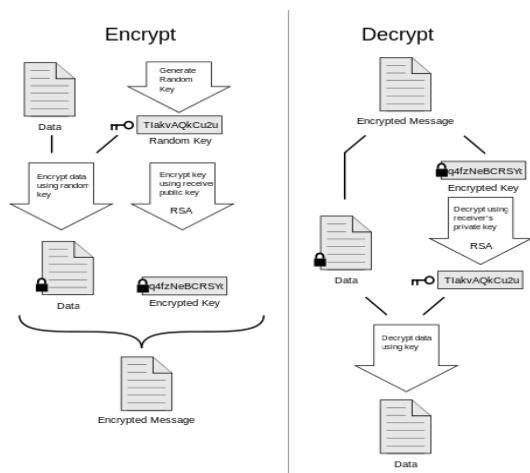 Encrypt
Generate
Random
Key
TIakvAQkCu2u
Random Key
Data
Encrypt data
using random
key
Encrypt key
using receiver's
public key
RSA
Data
q4fzNeBCRSYt
Encrypted Key
Encrypted Message
Decrypt
Encrypted Message
q4fzNeBCRSYt
Encrypted Key
Decrypt using
receiver's
private key
RSA
Data
TIakvAQkCu2u
Decrypt data
using key
Data